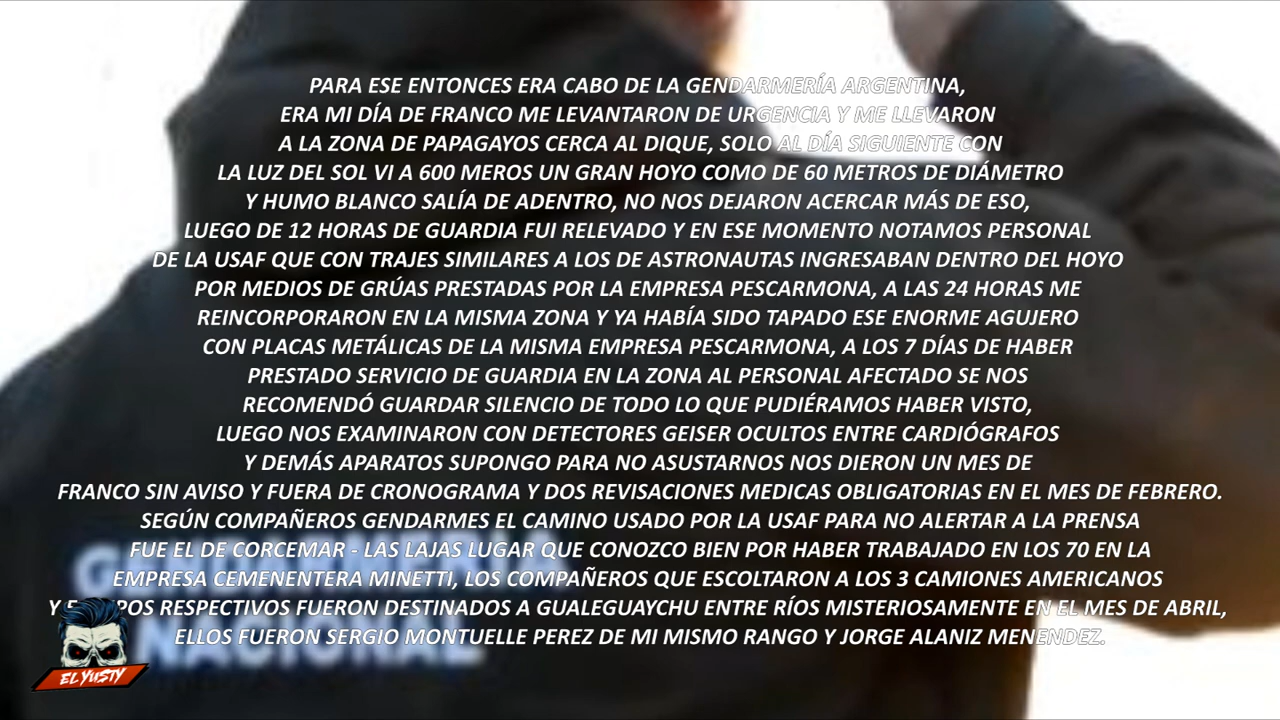 PARA ESE ENTONCES ERA CABO DE LA GENDARMERÍA ARGENTINA,
ERA MI DÍA DE FRANCO ME LEVANTARON DE URGENCIA Y ME LLEVARON
A LA ZONA DE PAPAGAYOS CERCA AL DIQUE, SOLO AL DÍA SIGUIENTE CON
LA LUZ DEL SOL VI A 600 MEROS UN GRAN HOYO COMO DE 60 METROS DE DIÁMETRO
Y HUMO BLANCO SALÍA DE ADENTRO, NO NOS DEJARON ACERCAR MÁS DE ESO,
LUEGO DE 12 HORAS DE GUARDIA FUI RELEVADO Y EN ESE MOMENTO NOTAMOS PERSONAL
DE LA USAF QUE CON TRAJES SIMILARES A LOS DE ASTRONAUTAS INGRESABAN DENTRO DEL HOYO
POR MEDIOS DE GRÚAS PRESTADAS POR LA EMPRESA PESCARMONA, A LAS 24 HORAS ME
REINCORPORARON EN LA MISMA ZONA Y YA HABÍA SIDO TAPADO ESE ENORME AGUJERO
CON PLACAS METÁLICAS DE LA MISMA EMPRESA PESCARMONA, A LOS 7 DÍAS DE HABER
PRESTADO SERVICIO DE GUARDIA EN LA ZONA AL PERSONAL AFECTADO SE NOS
RECOMENDÓ GUARDAR SILENCIO DE TODO LO QUE PUDIÉRAMOS HABER VISTO,
LUEGO NOS EXAMINARON CON DETECTORES GEISER OCULTOS ENTRE CARDIÓGRAFOS
Y DEMÁS APARATOS SUPONGO PARA NO ASUSTARNOS NOS DIERON UN MES DE
FRANCO SIN AVISO Y FUERA DE CRONOGRAMA Y DOS REVISACIONES MEDICAS OBLIGATORIAS EN EL MES DE FEBRERO.
SEGÚN COMPAÑEROS GENDARMES EL CAMINO USADO POR LA USAF PARA NO ALERTAR A LA PRENSA
FUE EL DE CORCEMAR - LAS LAJAS LUGAR QUE CONOZCO BIEN POR HABER TRABAJADO EN LOS 70 EN LA
EMPRESA CEMENENTERA MINETTI, LOS COMPAÑEROS QUE ESCOLTARON A LOS 3 CAMIONES AMERICANOS
Y RESPECTIVOS FUERON DESTINADOS A GUALEGUAYCHU ENTRE RÍOS MISTERIOSAMENTE EN EL MES DE ABRIL,
ELLOS FUERON SERGIO MONTUELLE PEREZ DE MI MISMO RANGO Y JORGE ALANIZ MENENDEZ.
EL YU$TY